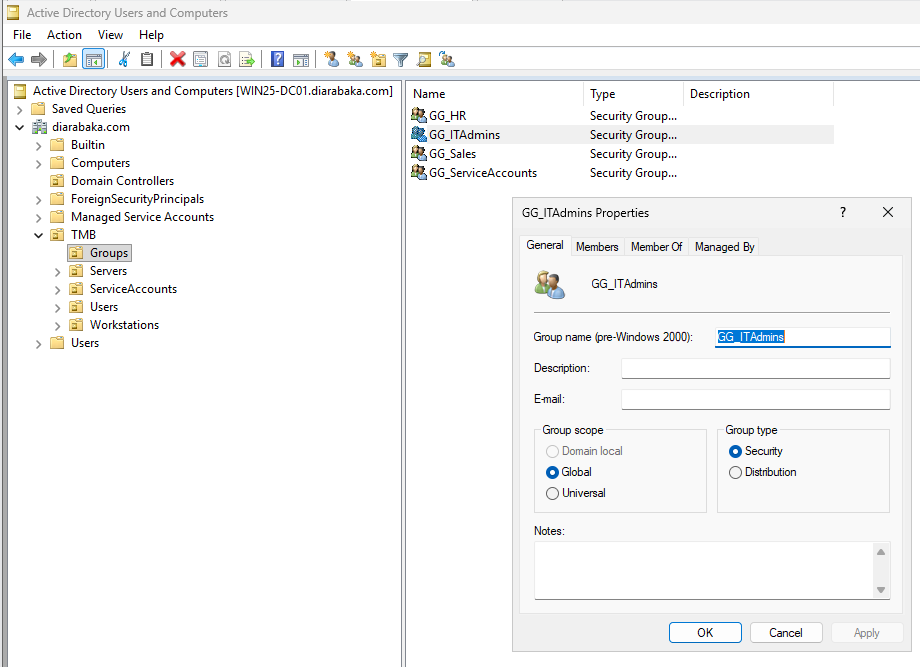 Active Directory Users and Computers
File Action View Help
Active Directory Users and Computers [WIN25-DC01.diarabaka.com]
Saved Queries
diarabaka.com
Builtin
Computers
Domain Controllers
ForeignSecurityPrincipals
Managed Service Accounts
TMB
Groups
Servers
ServiceAccounts
Users
Workstations
Users
Name Type Description
GG_HR Security Group...
GG_ITAdmins Security Group...
GG_Sales Security Group...
GG_ServiceAccounts Security Group...
GG_ITAdmins Properties ?
General Members Member Of Managed By
GG_ITAdmins
Group name (pre-Windows 2000): GG_ITAdmins
Description:
E-mail:
Group scope
Domain local
Global
Universal
Group type
Security
Distribution
Notes:
OK Cancel Apply